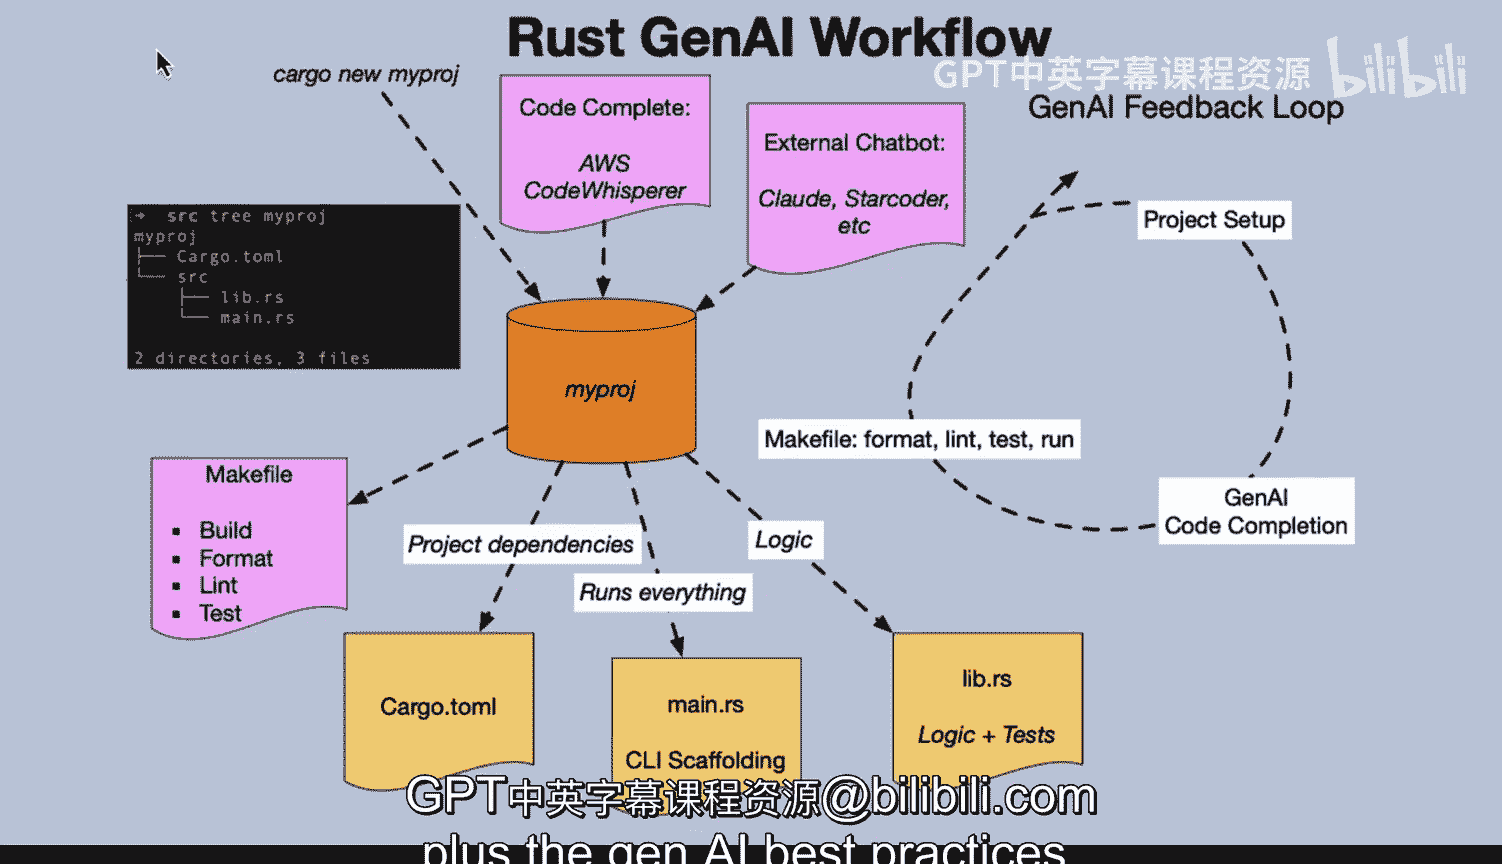 Rust GenAI Workflow
GPT中英字幕课程资源 bilibili
cargo new myproj
Code Complete:
AWS
CodeWhisperer
External Chatbot:
Claude, Starcoder,
etc
GenAI Feedback Loop
Project Setup
→ src tree myproj
myproj
├── Cargo.toml
└── src
    ├── lib.rs
    └── main.rs
2 directories, 3 files
myproj
Makefile: format, lint, test, run
GenAI
Code Completion
Makefile
▪ Build
▪ Format
▪ Lint
▪ Test
Project dependencies
Runs everything
Logic
Cargo.toml
main.rs
CLI Scaffolding
lib.rs
Logic + Tests
GPT中英字幕课程资源@bilibili.com
plus the gen AI best practices